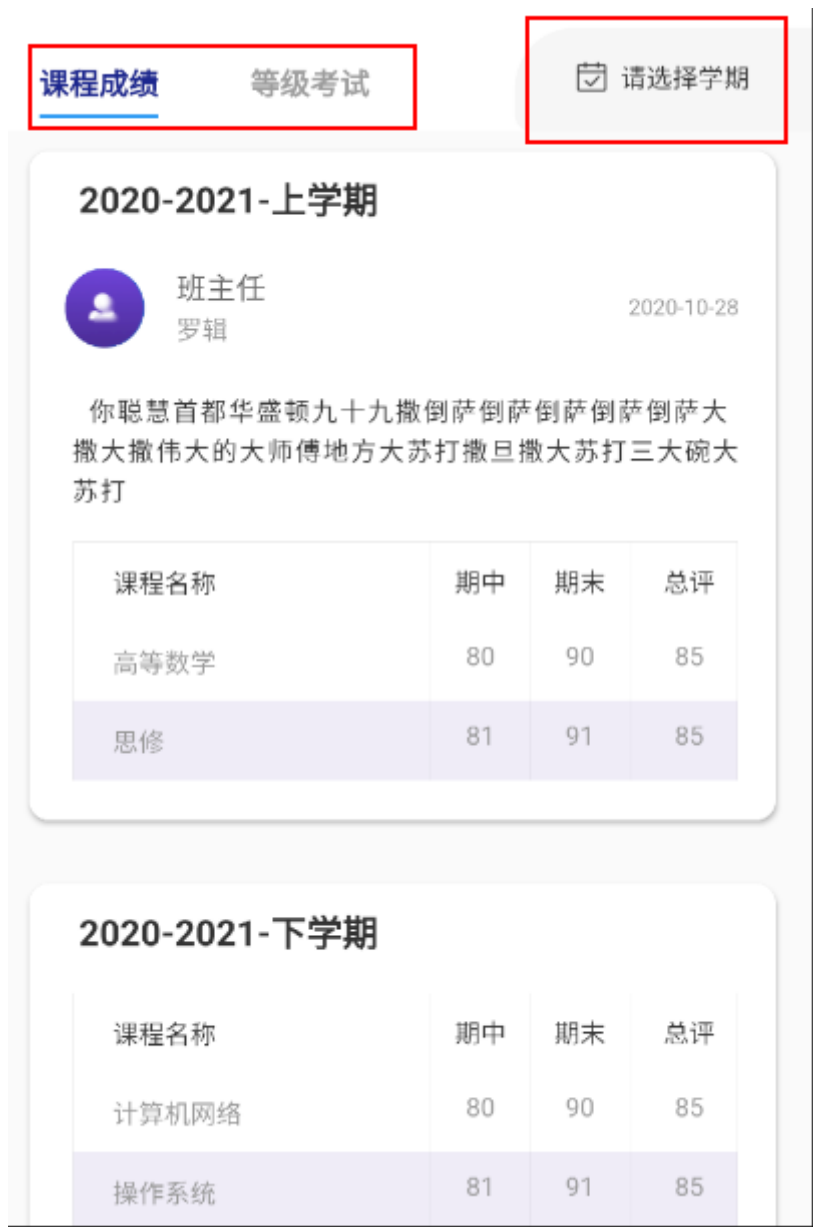 课程成绩 等级考试 请选择学期
2020-2021-上学期
班主任
罗辑
2020-10-28
你聪慧首都华盛顿九十九撒倒萨倒萨倒萨倒萨倒萨大
撒大撒伟大的大师傅地方大苏打撒旦撒大苏打三大碗大
苏打
课程名称 期中 期末 总评
高等数学 80 90 85
思修 81 91 85
2020-2021-下学期
课程名称 期中 期末 总评
计算机网络 80 90 85
操作系统 81 91 85